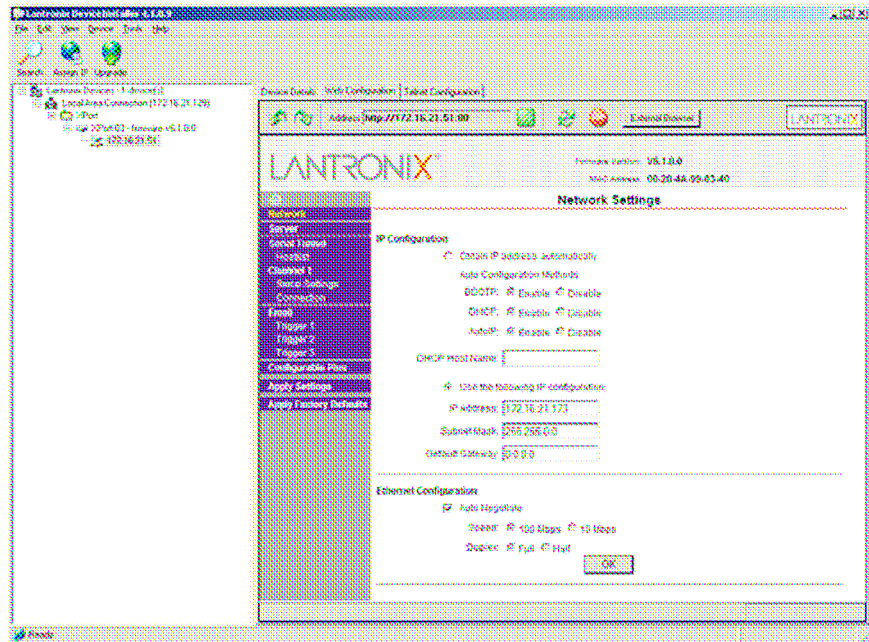 Lantronix DeviceInstaller 4.1.0.9
File Edit View Device Tools Help
Search Assign IP Upgrade
Lantronix Devices - 1 device(s)
Local Area Connection (172.16.21.129)
XPort
XPort-03 - firmware v6.1.0.0
172.16.21.51
Device Details Web Configuration Telnet Configuration
Address http://172.16.21.51:80 External Browser LANTRONIX
LANTRONIX®
Firmware Version: V6.1.0.0
MAC Address: 00-20-4A-99-83-40
Network
Server
Serial Tunnel
Hostlist
Channel 1
Serial Settings
Connection
Email
Trigger 1
Trigger 2
Trigger 3
Configurable Pins
Apply Settings
Apply Factory Defaults
Network Settings
IP Configuration
Obtain IP address automatically
Auto Configuration Methods
BOOTP: Enable Disable
DHCP: Enable Disable
AutoIP: Enable Disable
DHCP Host Name:
Use the following IP configuration:
IP Address: 172.16.21.173
Subnet Mask: 255.255.0.0
Default Gateway: 0.0.0.0
Ethernet Configuration
Auto Negotiate
Speed: 100 Mbps 10 Mbps
Duplex: Full Half
OK
Ready